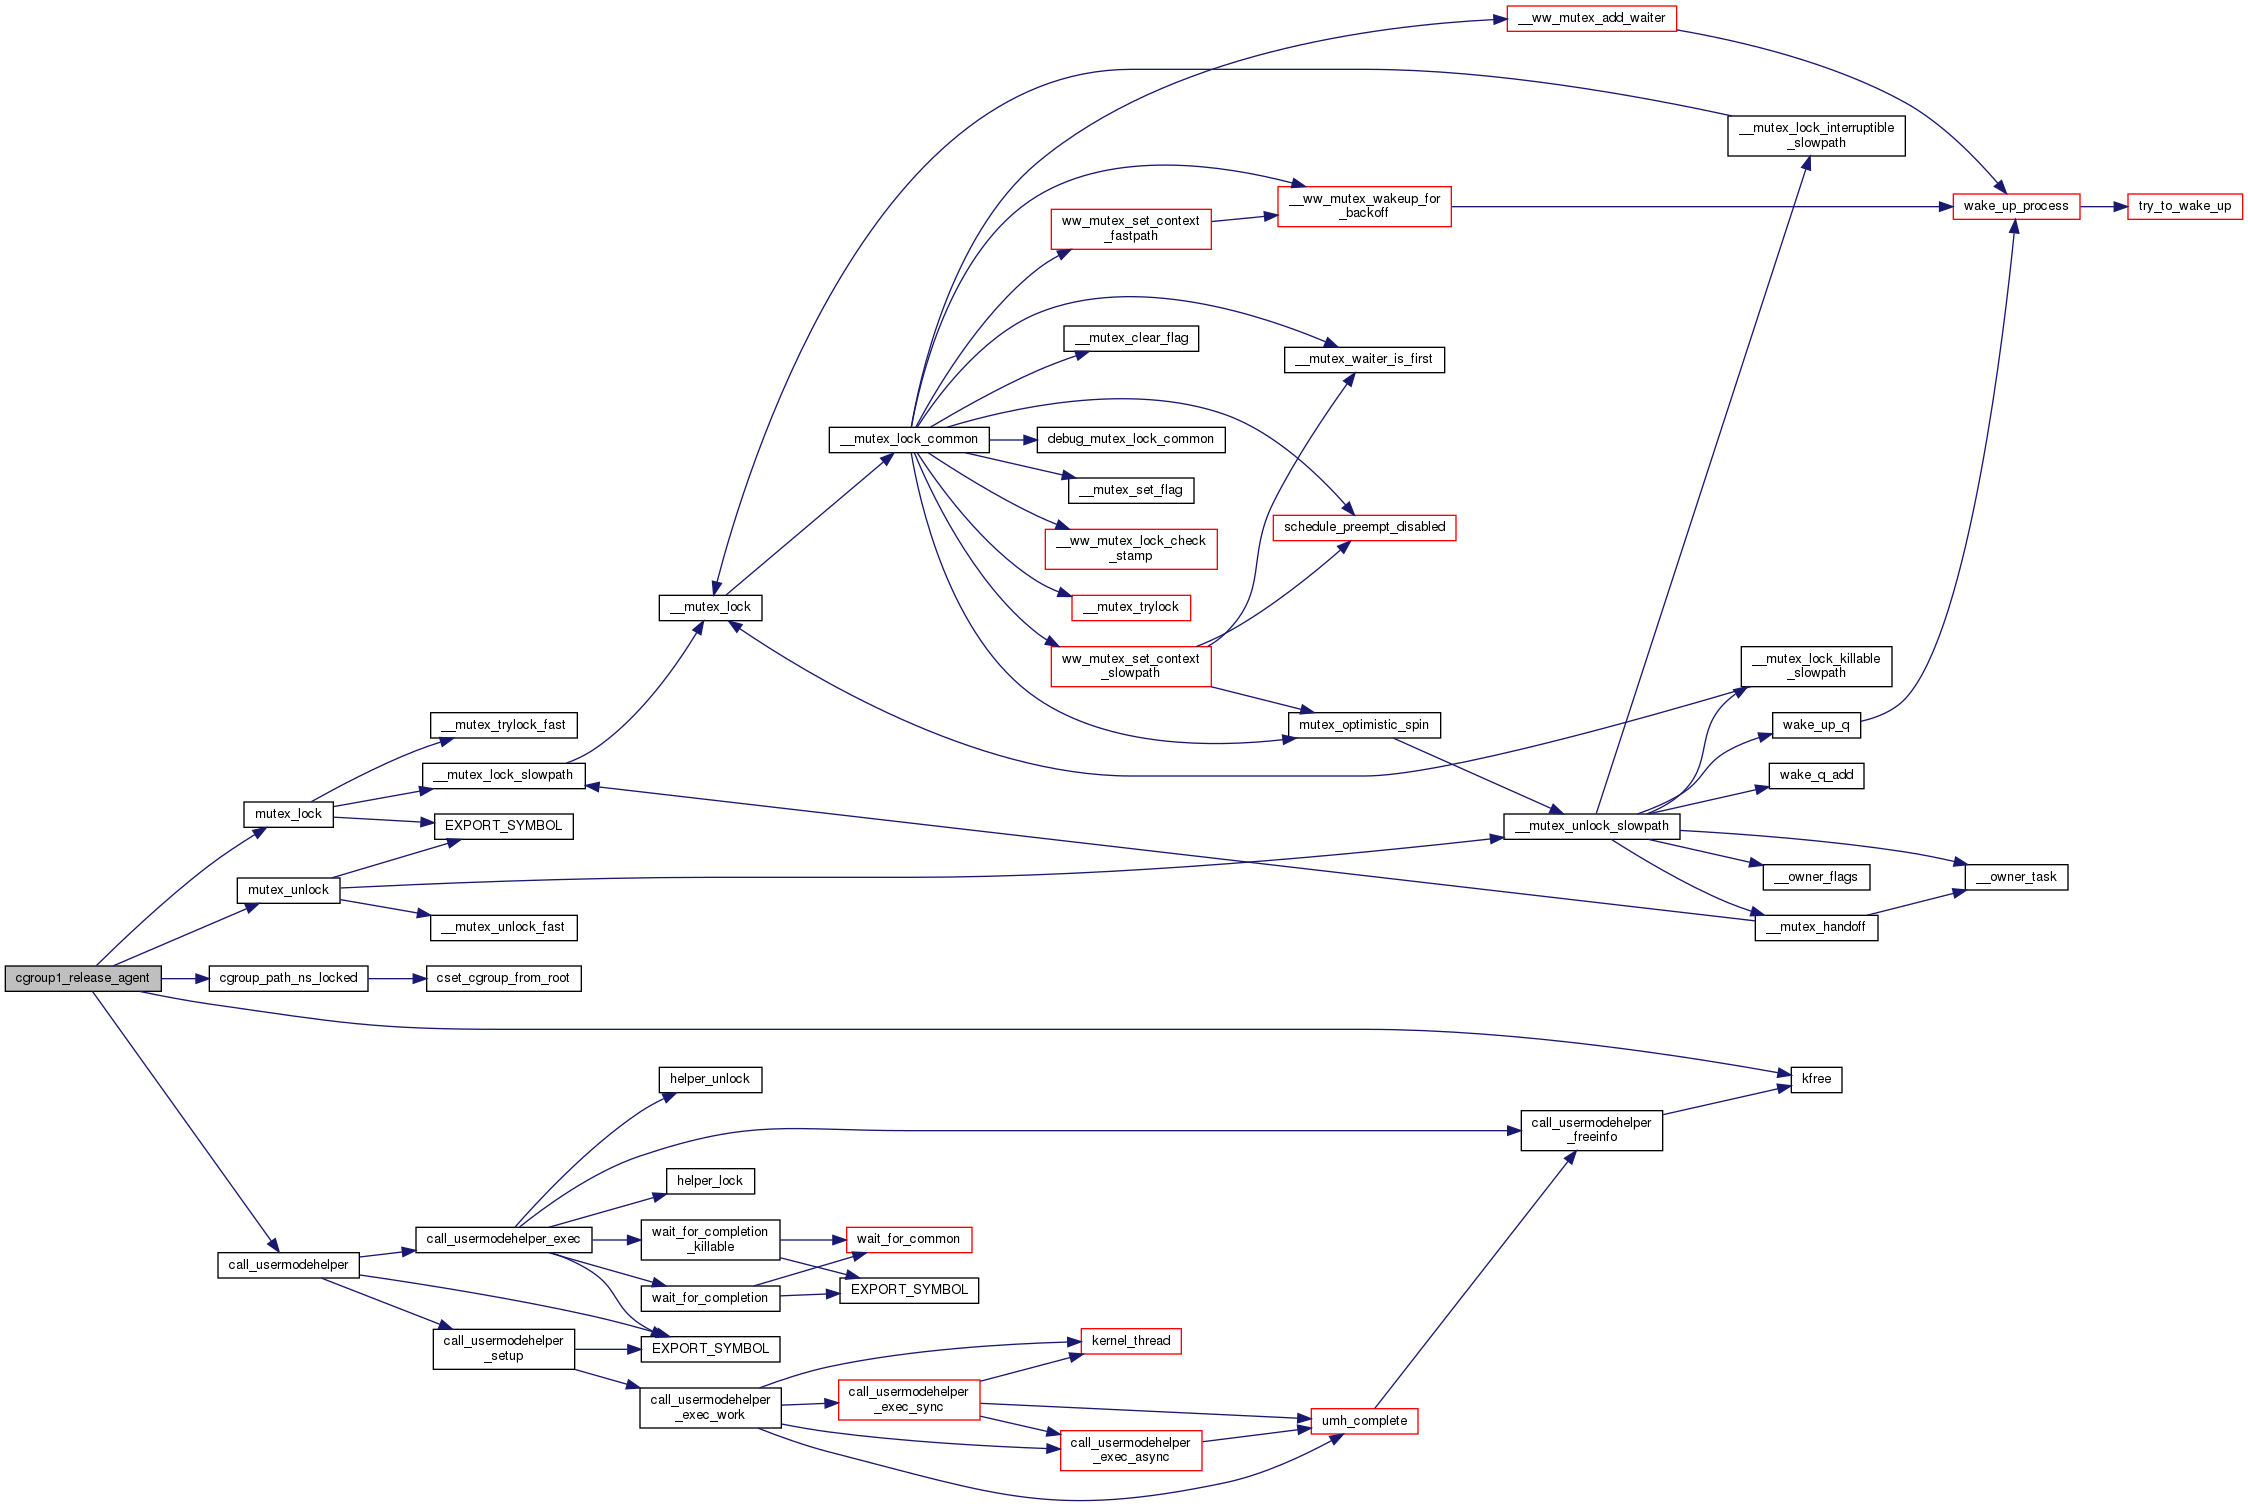 __ww_mutex_add_waiter
__mutex_lock_interruptible
_slowpath
__ww_mutex_wakeup_for
_backoff
wake_up_process
try_to_wake_up
ww_mutex_set_context
_fastpath
__mutex_clear_flag
__mutex_waiter_is_first
__mutex_lock_common
debug_mutex_lock_common
__mutex_set_flag
schedule_preempt_disabled
__ww_mutex_lock_check
_stamp
__mutex_lock
__mutex_trylock
ww_mutex_set_context
_slowpath
__mutex_lock_killable
_slowpath
__mutex_trylock_fast
mutex_optimistic_spin
wake_up_q
__mutex_lock_slowpath
wake_q_add
mutex_lock
EXPORT_SYMBOL
__mutex_unlock_slowpath
mutex_unlock
__owner_flags
__owner_task
__mutex_unlock_fast
__mutex_handoff
cgroup1_release_agent
cgroup_path_ns_locked
cset_cgroup_from_root
helper_unlock
kfree
call_usermodehelper
_freeinfo
helper_lock
call_usermodehelper_exec
wait_for_completion
_killable
wait_for_common
call_usermodehelper
wait_for_completion
EXPORT_SYMBOL
call_usermodehelper
_setup
EXPORT_SYMBOL
kernel_thread
call_usermodehelper
_exec_work
call_usermodehelper
_exec_sync
umh_complete
call_usermodehelper
_exec_async